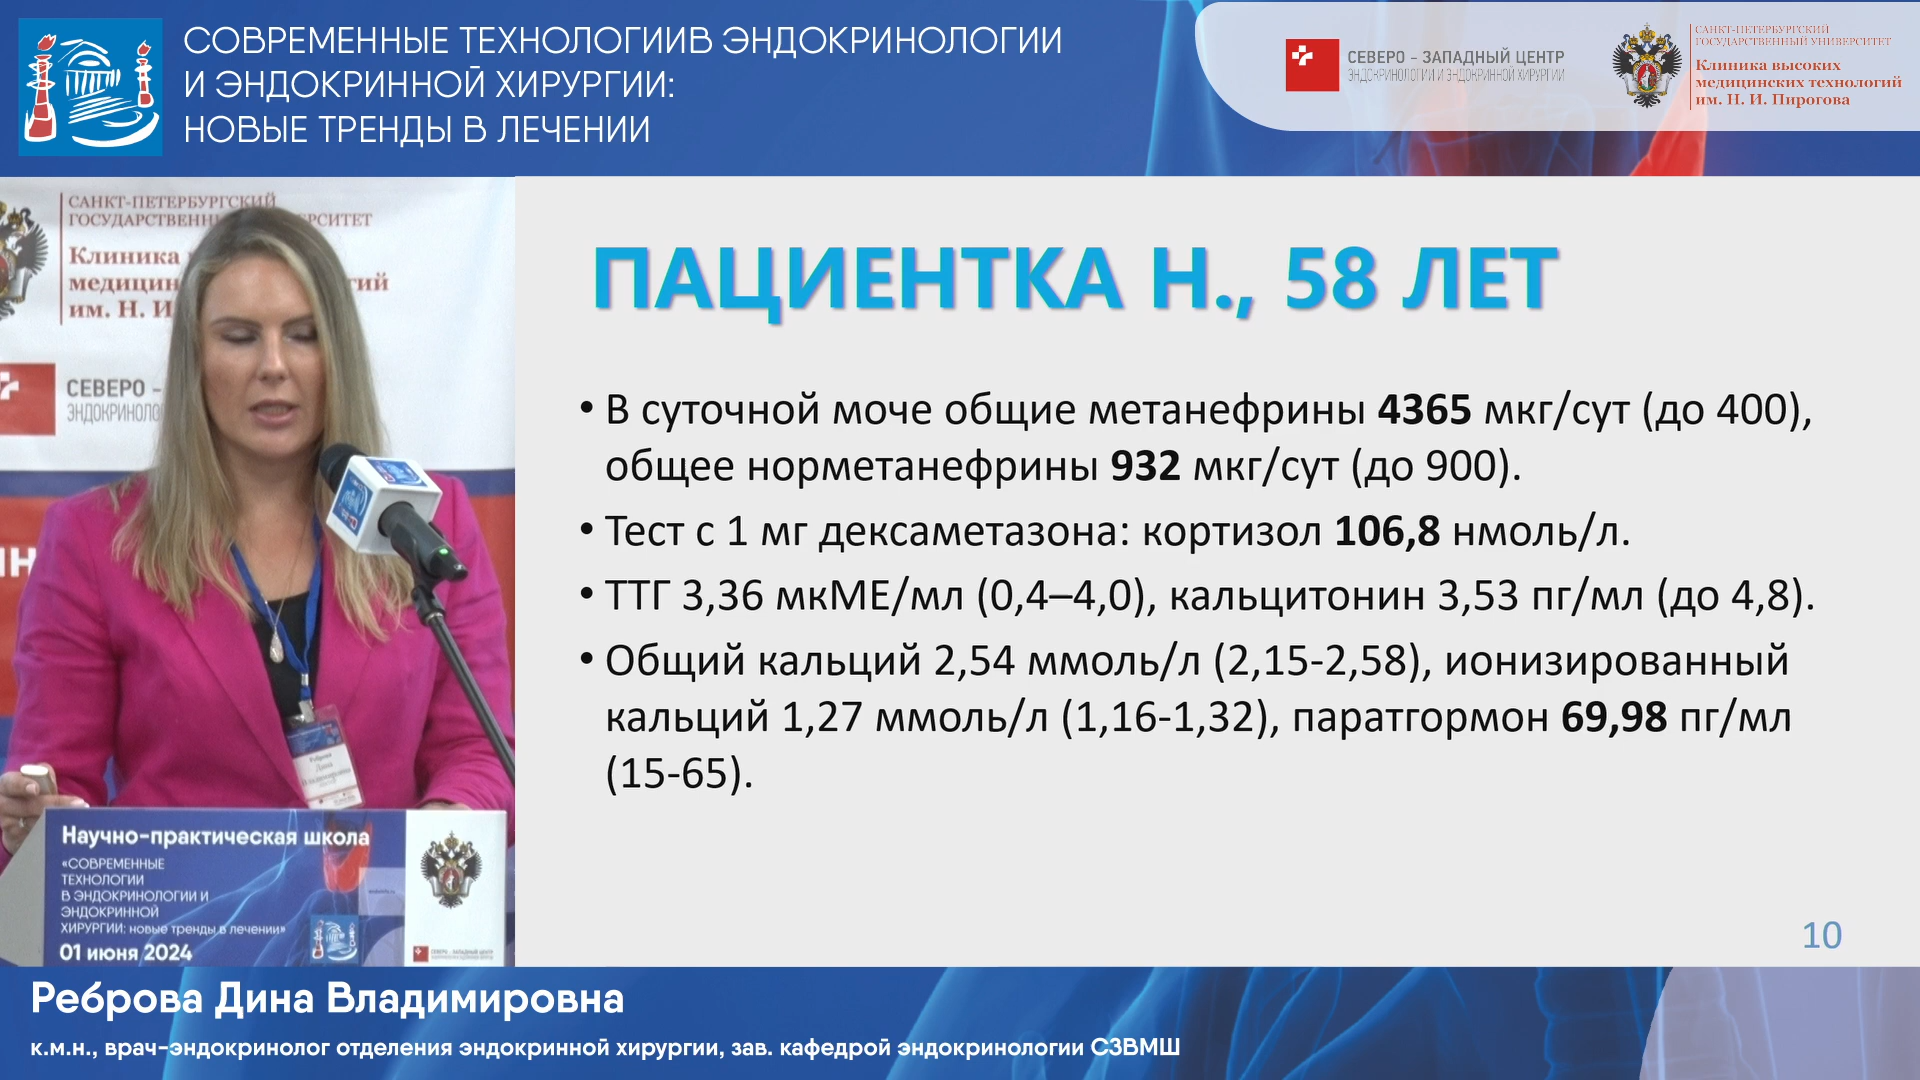 СОВРЕМЕННЫЕ ТЕХНОЛОГИИВ ЭНДОКРИНОЛОГИИ
И ЭНДОКРИННОЙ ХИРУРГИИ:
НОВЫЕ ТРЕНДЫ В ЛЕЧЕНИИ
СЕВЕРО – ЗАПАДНЫЙ ЦЕНТР
ЭНДОКРИНОЛОГИИ И ЭНДОКРИННОЙ ХИРУРГИИ
САНКТ-ПЕТЕРБУРГСКИЙ
ГОСУДАРСТВЕННЫЙ УНИВЕРСИТЕТ
Клиника высоких
медицинских технологий
им. Н. И. Пирогова
САНКТ-ПЕТЕРБУРГСКИЙ
Клиника
им. Н. И
СЕВЕРО –
ПАЦИЕНТКА Н., 58 ЛЕТ
• В суточной моче общие метанефрины 4365 мкг/сут (до 400),
общее норметанефрины 932 мкг/сут (до 900).
• Тест с 1 мг дексаметазона: кортизол 106,8 нмоль/л.
• ТТГ 3,36 мкМЕ/мл (0,4–4,0), кальцитонин 3,53 пг/мл (до 4,8).
• Общий кальций 2,54 ммоль/л (2,15-2,58), ионизированный
кальций 1,27 ммоль/л (1,16-1,32), паратгормон 69,98 пг/мл
(15-65).
10
Научно-практическая школа
«СОВРЕМЕННЫЕ
ТЕХНОЛОГИИ
В ЭНДОКРИНОЛОГИИ И
ЭНДОКРИННОЙ
ХИРУРГИИ: новые тренды в лечении»
01 июня 2024
Реброва Дина Владимировна
к.м.н., врач-эндокринолог отделения эндокринной хирургии, зав. кафедрой эндокринологии СЗВМШ